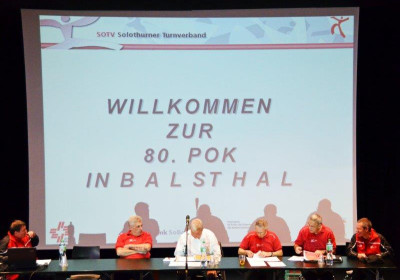 SOTV Solothurner Turnverband
WILLKOMMEN
ZUR
80. POK
IN BALSTHAL